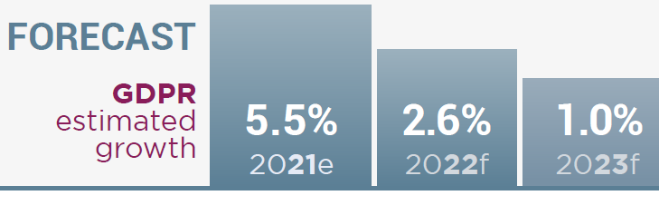 FORECAST
GDPR
estimated
growth
5.5%
2021e
2.6%
2022f
1.0%
2023f